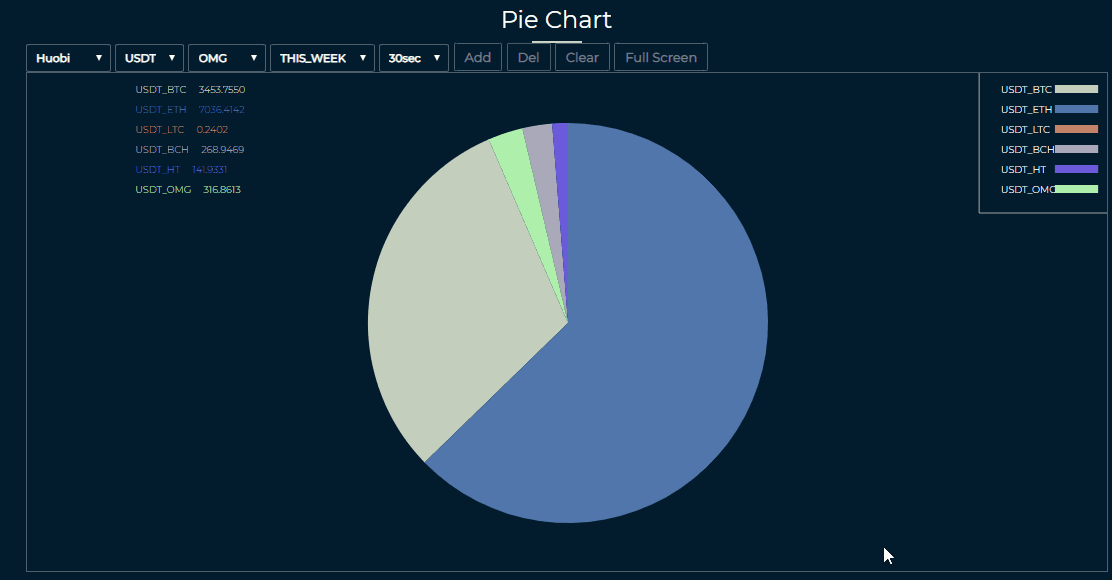 Pie Chart
Huobi USDT OMG THIS_WEEK 30sec Add Del Clear Full Screen
USDT_BTC 3453.7550
USDT_ETH 7036.4142
USDT_LTC 0.2402
USDT_BCH 268.9469
USDT_HT 141.9331
USDT_OMG 316.8613
USDT_BTC
USDT_ETH
USDT_LTC
USDT_BCH
USDT_HT
USDT_OMG